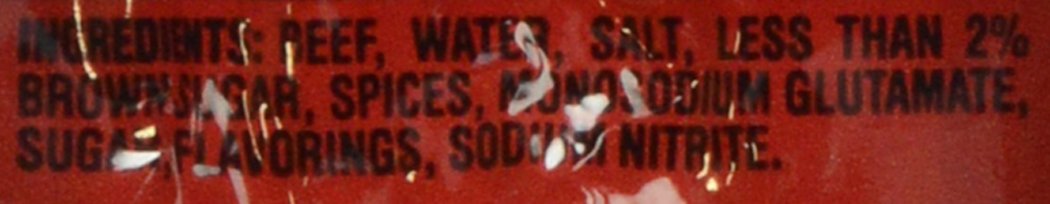 INGREDIENTS: BEEF, WATER, SALT, LESS THAN 2%
BROWN SUGAR, SPICES, MONOSODIUM GLUTAMATE,
SUGAR, FLAVORINGS, SODIUM NITRITE.